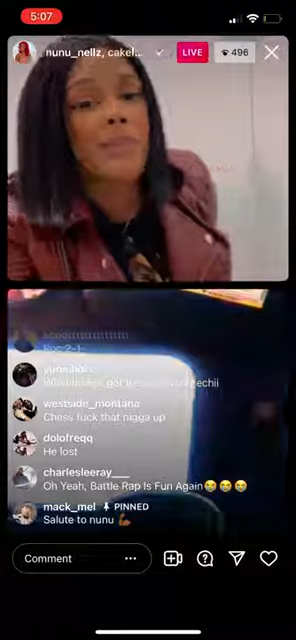 5:07
nunu_nellz, cakel...
LIVE
496
westside_montana
Chess fuck that nigga up
dolofreqq
He lost
charlesleeray___
Oh Yeah, Battle Rap Is Fun Again😂😂😂
mack_mel PINNED
Salute to nunu 💪🏾
Comment ...